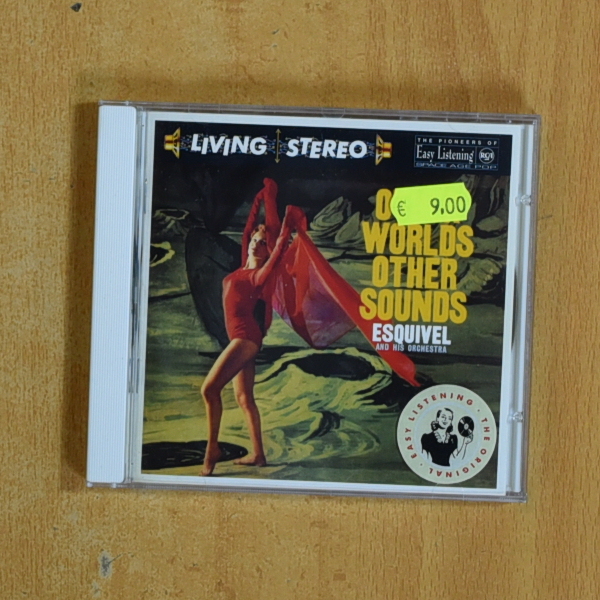 LIVING STEREO
THE PIONEERS OF
Easy Listening RCA
SPACE AGE POP
€ 9.00
WORLDS
OTHER
SOUNDS
ESQUIVEL
AND HIS ORCHESTRA
EASY LISTENING · THE ORIGINAL ·